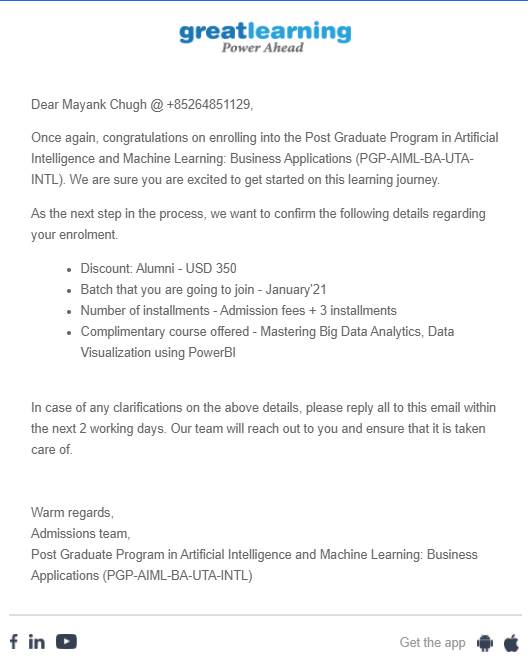 greatlearning
Power Ahead
Dear Mayank Chugh @ +85264851129,
Once again, congratulations on enrolling into the Post Graduate Program in Artificial
Intelligence and Machine Learning: Business Applications (PGP-AIML-BA-UTA-
INTL). We are sure you are excited to get started on this learning journey.
As the next step in the process, we want to confirm the following details regarding
your enrolment.
• Discount: Alumni - USD 350
• Batch that you are going to join - January'21
• Number of installments - Admission fees + 3 installments
• Complimentary course offered - Mastering Big Data Analytics, Data
Visualization using PowerBI
In case of any clarifications on the above details, please reply all to this email within
the next 2 working days. Our team will reach out to you and ensure that it is taken
care of.
Warm regards,
Admissions team,
Post Graduate Program in Artificial Intelligence and Machine Learning: Business
Applications (PGP-AIML-BA-UTA-INTL)
Get the app